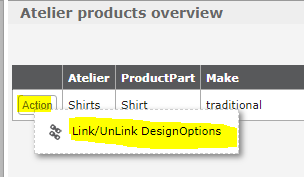 Atelier products overview
Atelier ProductPart Make
Action Shirts Shirt traditional
Link/UnLink DesignOptions